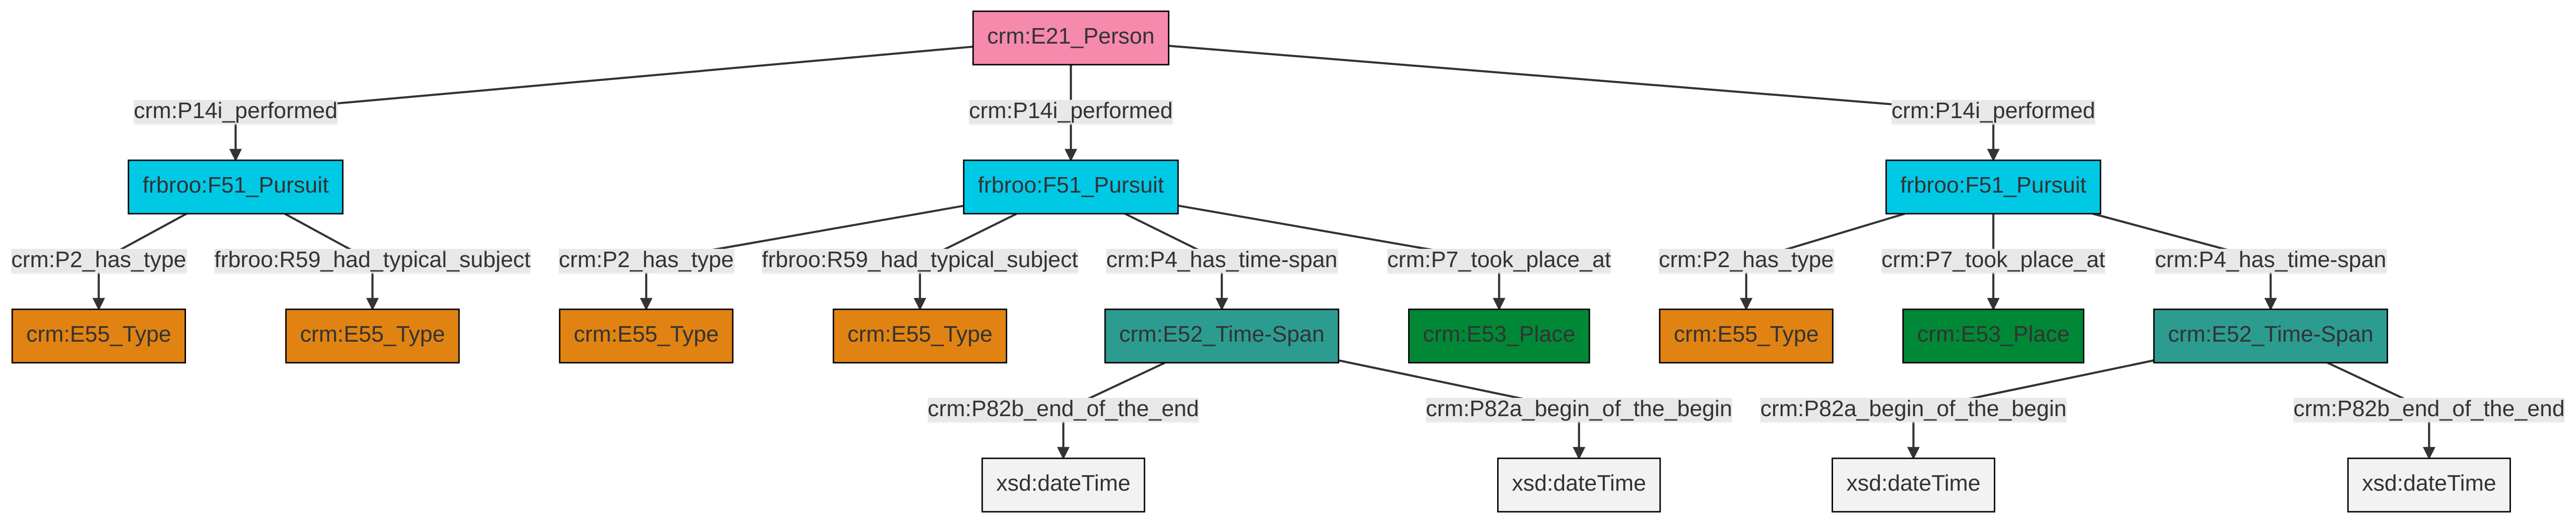 crm:E21_Person
crm:P14i_performed
crm:P14i_performed
crm:P14i_performed
frbroo:F51_Pursuit
frbroo:F51_Pursuit
frbroo:F51_Pursuit
crm:P2_has_type
frbroo:R59_had_typical_subject
crm:P2_has_type
frbroo:R59_had_typical_subject
crm:P4_has_time-span
crm:P7_took_place_at
crm:P2_has_type
crm:P7_took_place_at
crm:P4_has_time-span
crm:E55_Type
crm:E55_Type
crm:E55_Type
crm:E55_Type
crm:E52_Time-Span
crm:E53_Place
crm:E55_Type
crm:E53_Place
crm:E52_Time-Span
crm:P82b_end_of_the_end
crm:P82a_begin_of_the_begin
crm:P82a_begin_of_the_begin
crm:P82b_end_of_the_end
xsd:dateTime
xsd:dateTime
xsd:dateTime
xsd:dateTime